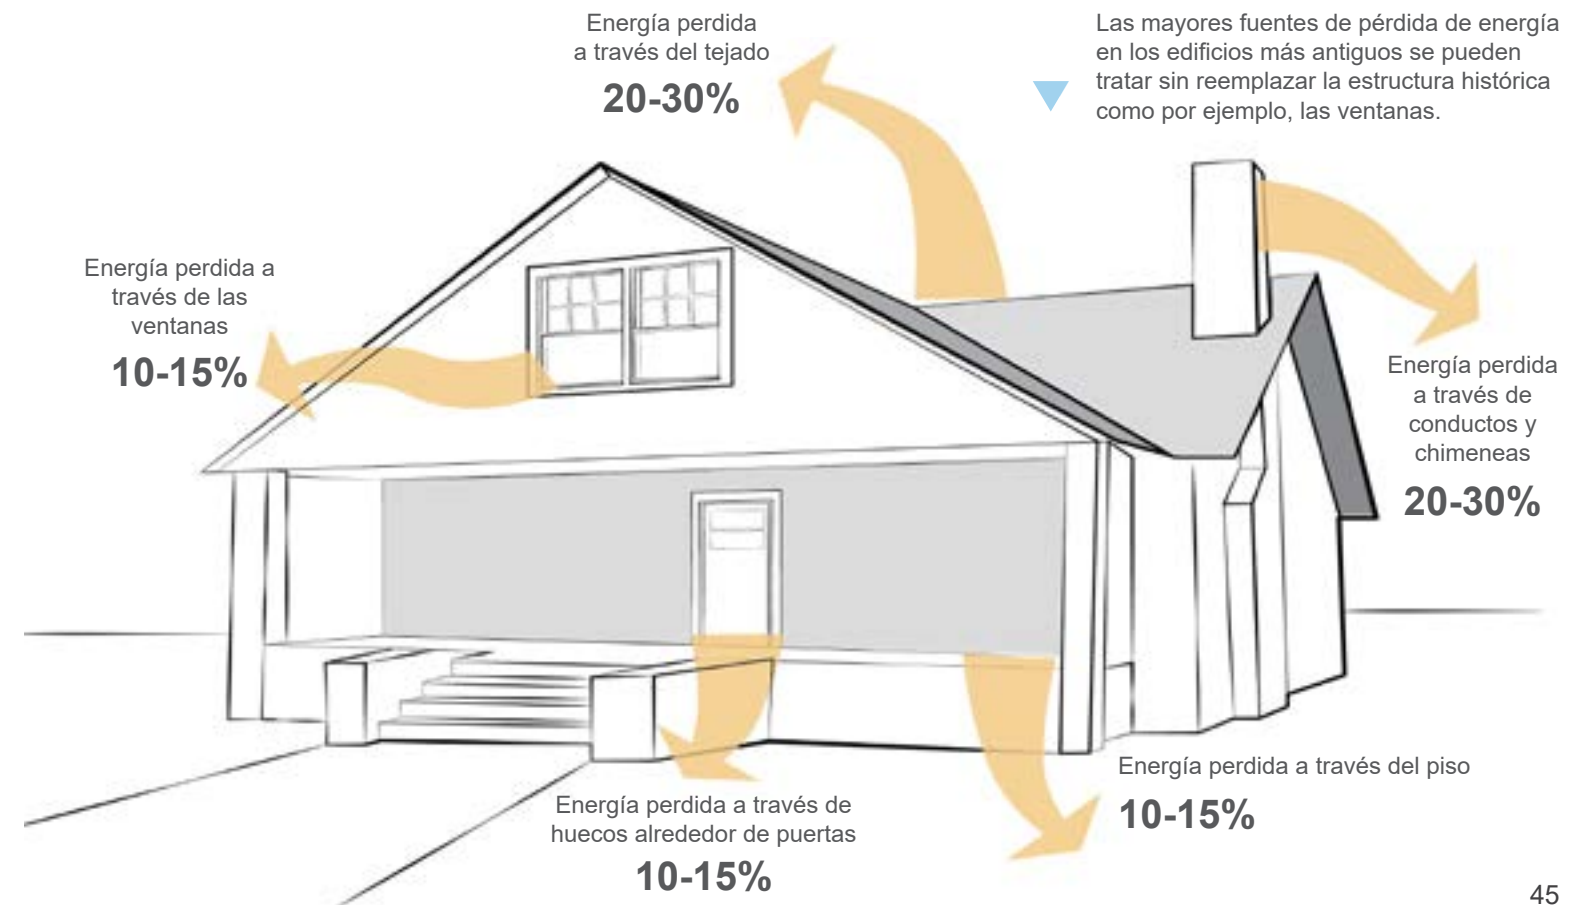 Energía perdida
a través del tejado
20-30%
Las mayores fuentes de pérdida de energía
en los edificios más antiguos se pueden
tratar sin reemplazar la estructura histórica
como por ejemplo, las ventanas.
Energía perdida a
través de las
ventanas
10-15%
Energía perdida
a través de
conductos y
chimeneas
20-30%
Energía perdida a través del piso
10-15%
Energía perdida a través de
huecos alrededor de puertas
10-15%
45